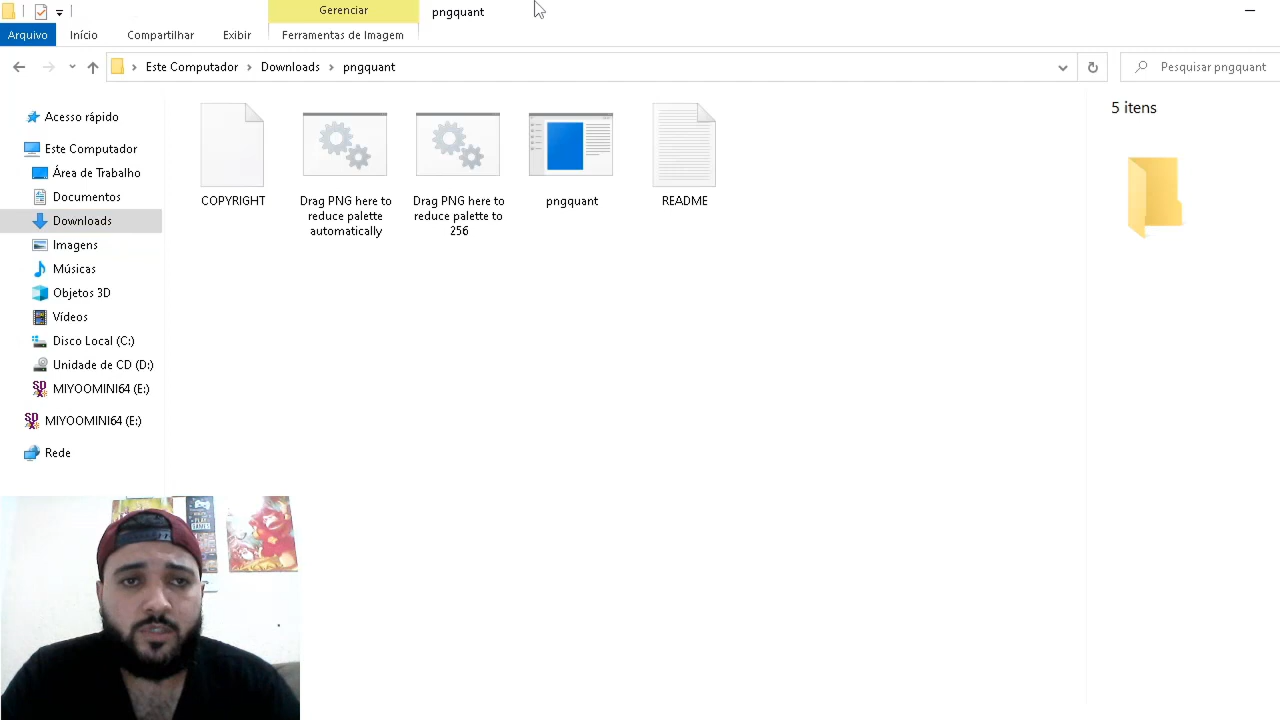 Gerenciar
pngquant
Arquivo
Início
Compartilhar
Exibir
Ferramentas de Imagem
Este Computador
Downloads
pngquant
Pesquisar pngquant
Acesso rápido
Este Computador
Área de Trabalho
Documentos
Downloads
Imagens
Músicas
Objetos 3D
Vídeos
Disco Local (C:)
Unidade de CD (D:)
MIYOOMINI64 (E:)
MIYOOMINI64 (E:)
Rede
COPYRIGHT
Drag PNG here to
reduce palette
automatically
Drag PNG here to
reduce palette to
256
pngquant
README
5 itens